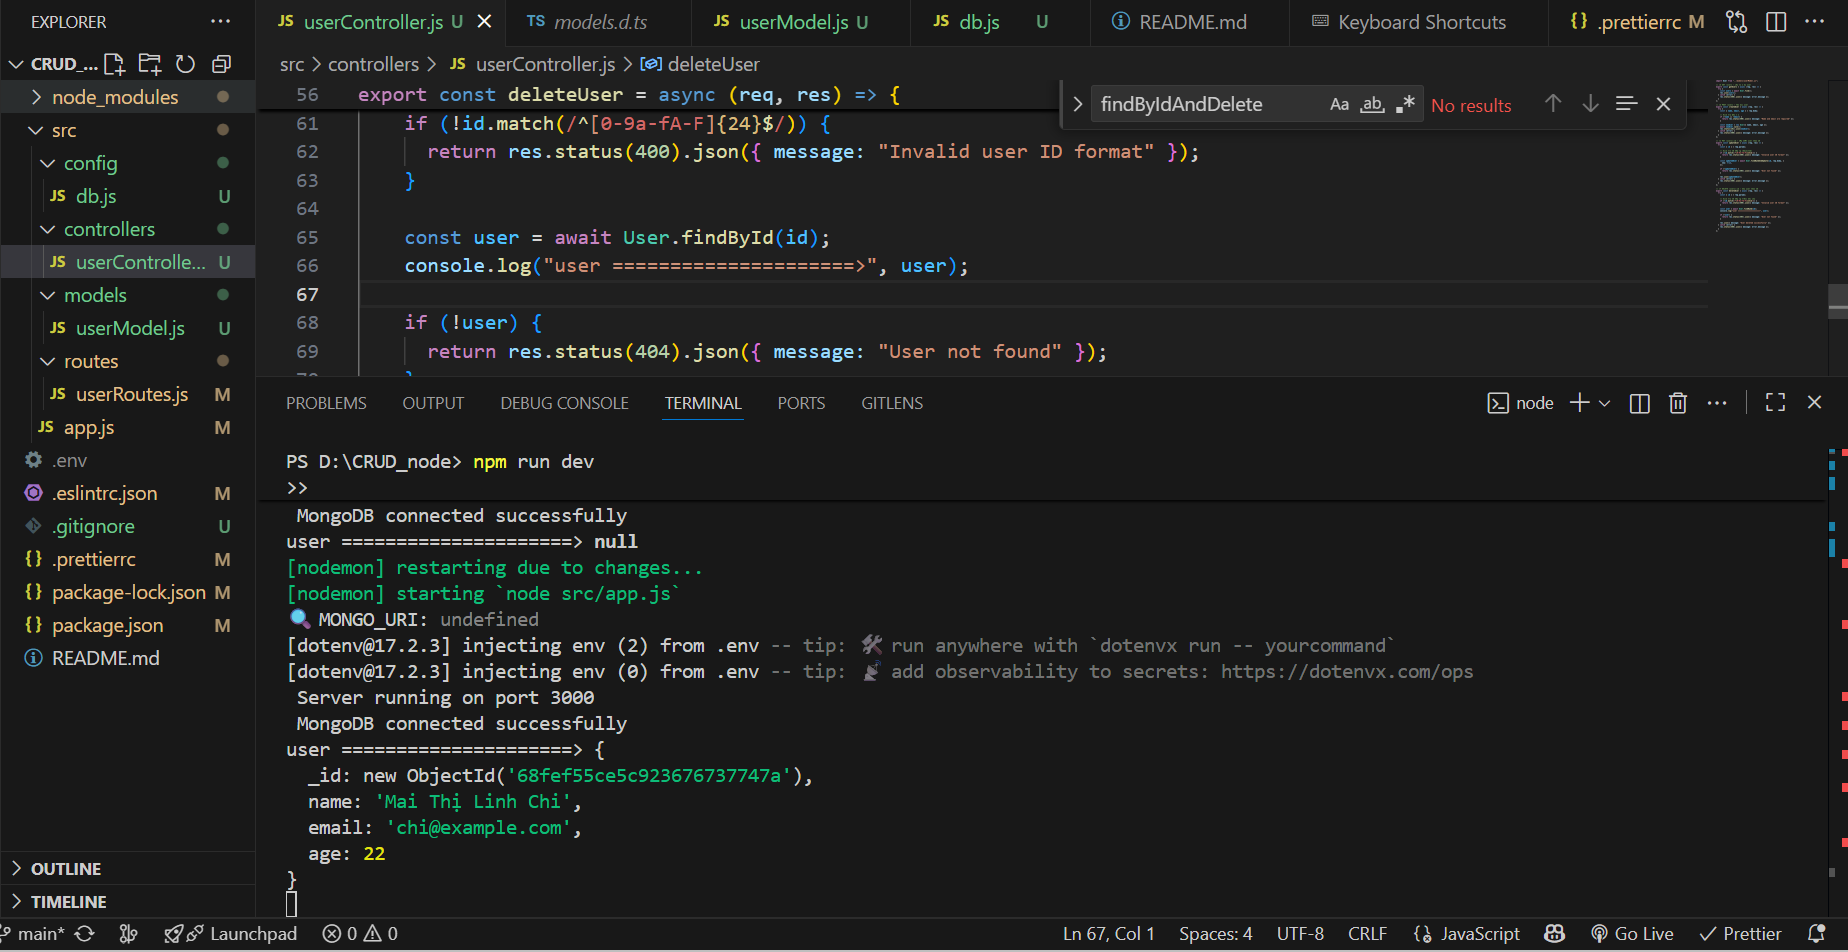 EXPLORER
CRUD_...
node_modules
src
config
db.js U
controllers
userControlle... U
models
userModel.js U
routes
userRoutes.js M
app.js M
.env
.eslintrc.json M
.gitignore U
.prettierrc M
package-lock.json M
package.json M
README.md
OUTLINE
TIMELINE
JS userController.js U
TS models.d.ts
JS userModel.js U
JS db.js U
README.md
Keyboard Shortcuts
{} .prettierrc M
src > controllers > JS userController.js > deleteUser
56 export const deleteUser = async (req, res) => {
findByIdAndDelete Aa ab .* No results
61 if (!id.match(/^[0-9a-fA-F]{24}$/)) {
62 return res.status(400).json({ message: "Invalid user ID format" });
63 }
64
65 const user = await User.findById(id);
66 console.log("user =====================>", user);
67
68 if (!user) {
69 return res.status(404).json({ message: "User not found" });
PROBLEMS OUTPUT DEBUG CONSOLE TERMINAL PORTS GITLENS
node
PS D:\CRUD_node> npm run dev
>>
MongoDB connected successfully
user =====================> null
[nodemon] restarting due to changes...
[nodemon] starting `node src/app.js`
🔍 MONGO_URI: undefined
[dotenv@17.2.3] injecting env (2) from .env -- tip: 🛠️ run anywhere with `dotenvx run -- yourcommand`
[dotenv@17.2.3] injecting env (0) from .env -- tip: 📡 add observability to secrets: https://dotenvx.com/ops
Server running on port 3000
MongoDB connected successfully
user =====================> {
_id: new ObjectId('68fef55ce5c923676737747a'),
name: 'Mai Thị Linh Chi',
email: 'chi@example.com',
age: 22
}
main* Launchpad 0 0 Ln 67, Col 1 Spaces: 4 UTF-8 CRLF {} JavaScript Go Live Prettier